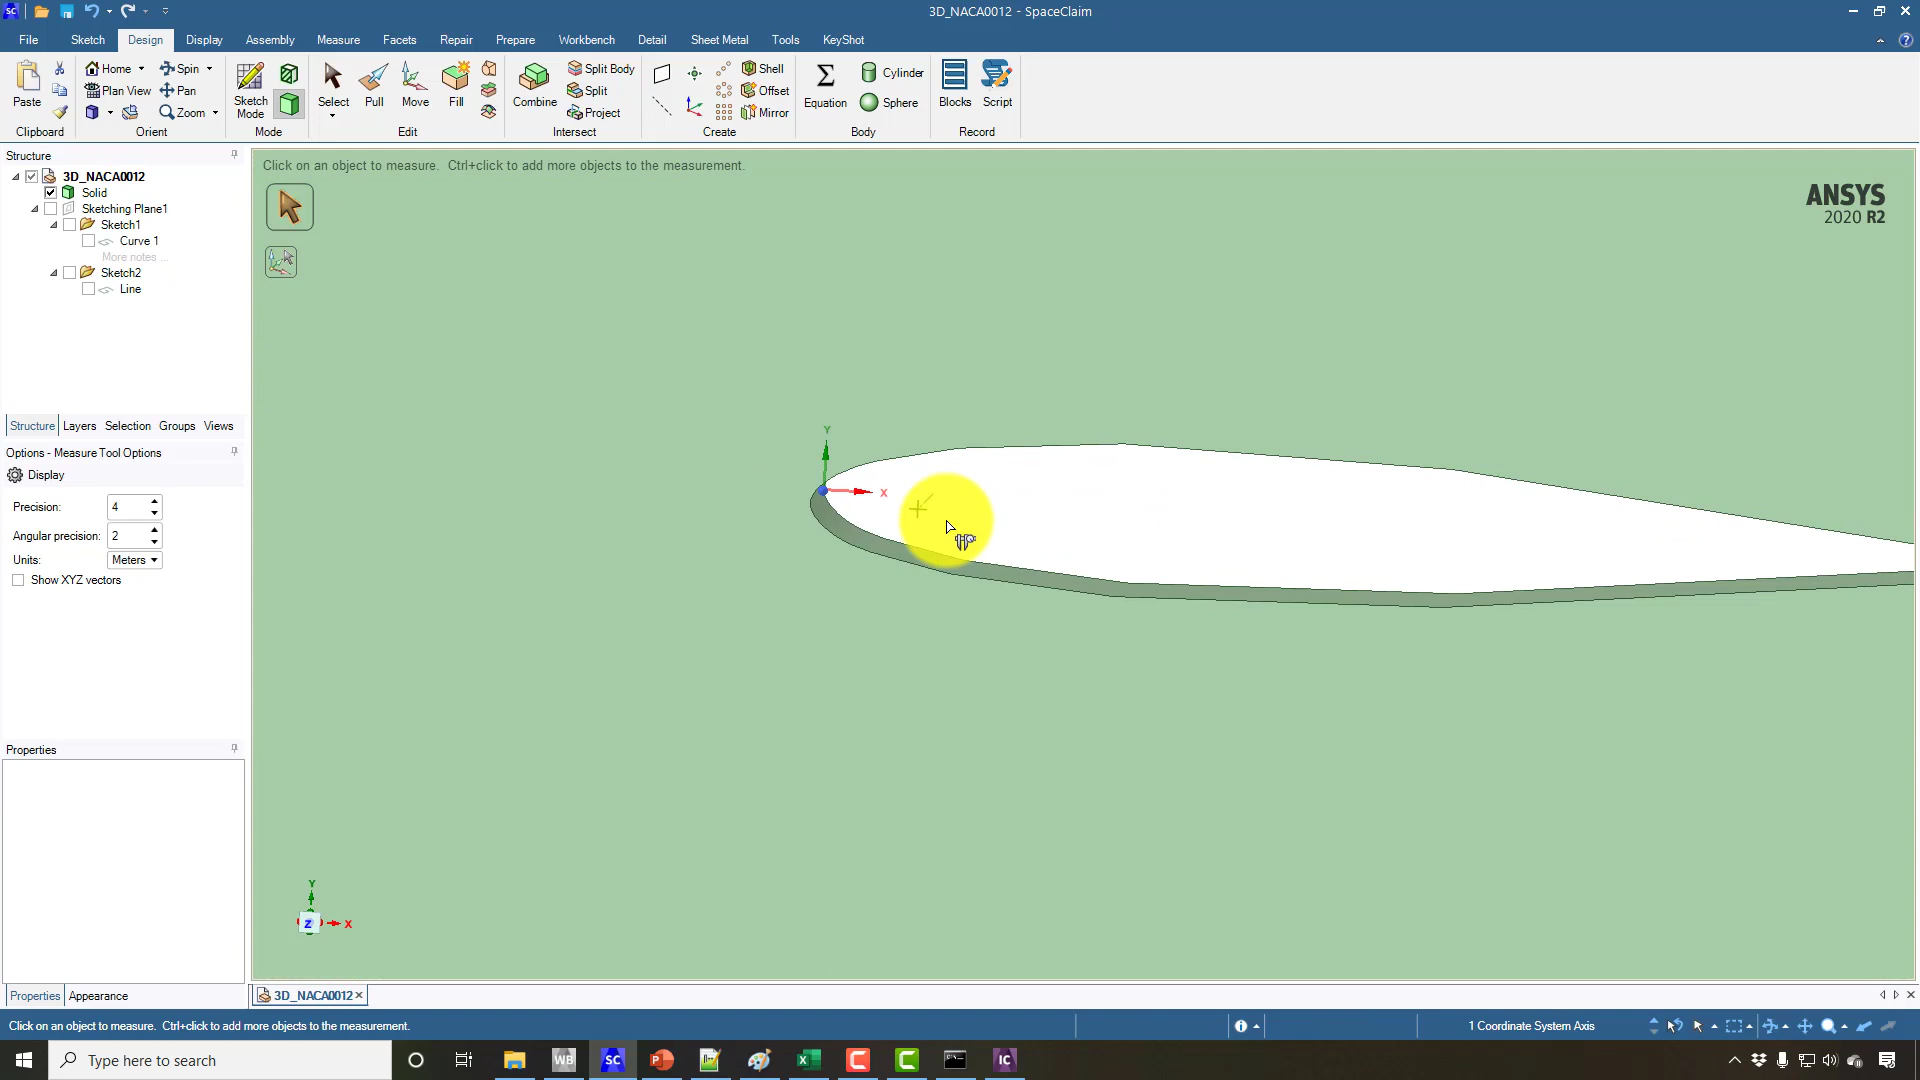 3D_NACA0012 - SpaceClaim
File Sketch Design Display Assembly Measure Facets Repair Prepare Workbench Detail Sheet Metal Tools KeyShot
Home Spin Split Body Shell Cylinder
Plan View Pan Split Offset
Paste Sketch Mode Select Pull Move Fill Combine Equation Sphere Blocks Script
Zoom Project Mirror
Clipboard Orient Mode Edit Intersect Create Body Record
Structure
3D_NACA0012
Solid
Sketching Plane1
Sketch1
Curve 1
More notes ...
Sketch2
Line
Structure Layers Selection Groups Views
Options - Measure Tool Options
Display
Precision: 4
Angular precision: 2
Units: Meters
Show XYZ vectors
Properties
Properties Appearance
Click on an object to measure. Ctrl+click to add more objects to the measurement.
ANSYS
2020 R2
Y
X
Y
Z X
3D_NACA0012
Click on an object to measure. Ctrl+click to add more objects to the measurement.
1 Coordinate System Axis
Type here to search
WB SC P X C C IC